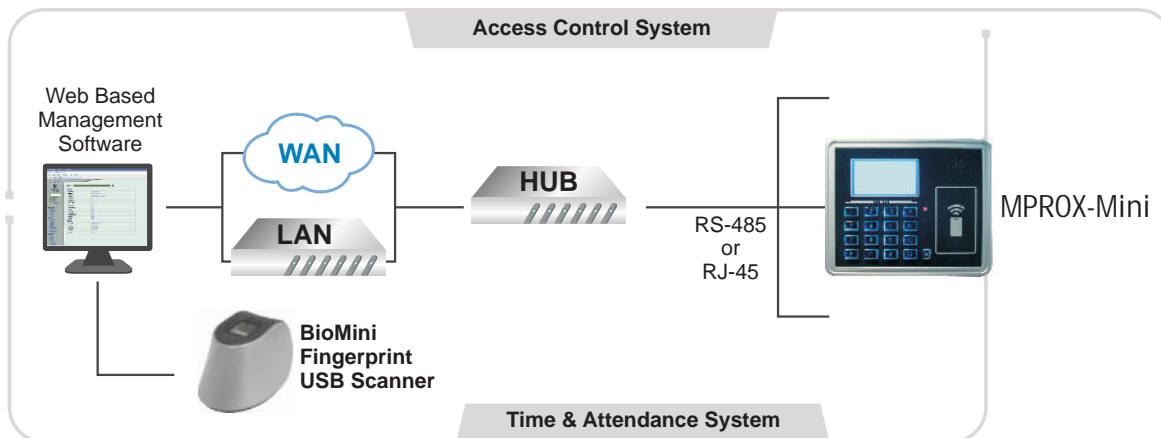 Access Control System
Web Based
Management
Software
WAN
LAN
HUB
RS-485
or
RJ-45
MPROX-Mini
BioMini
Fingerprint
USB Scanner
Time & Attendance System